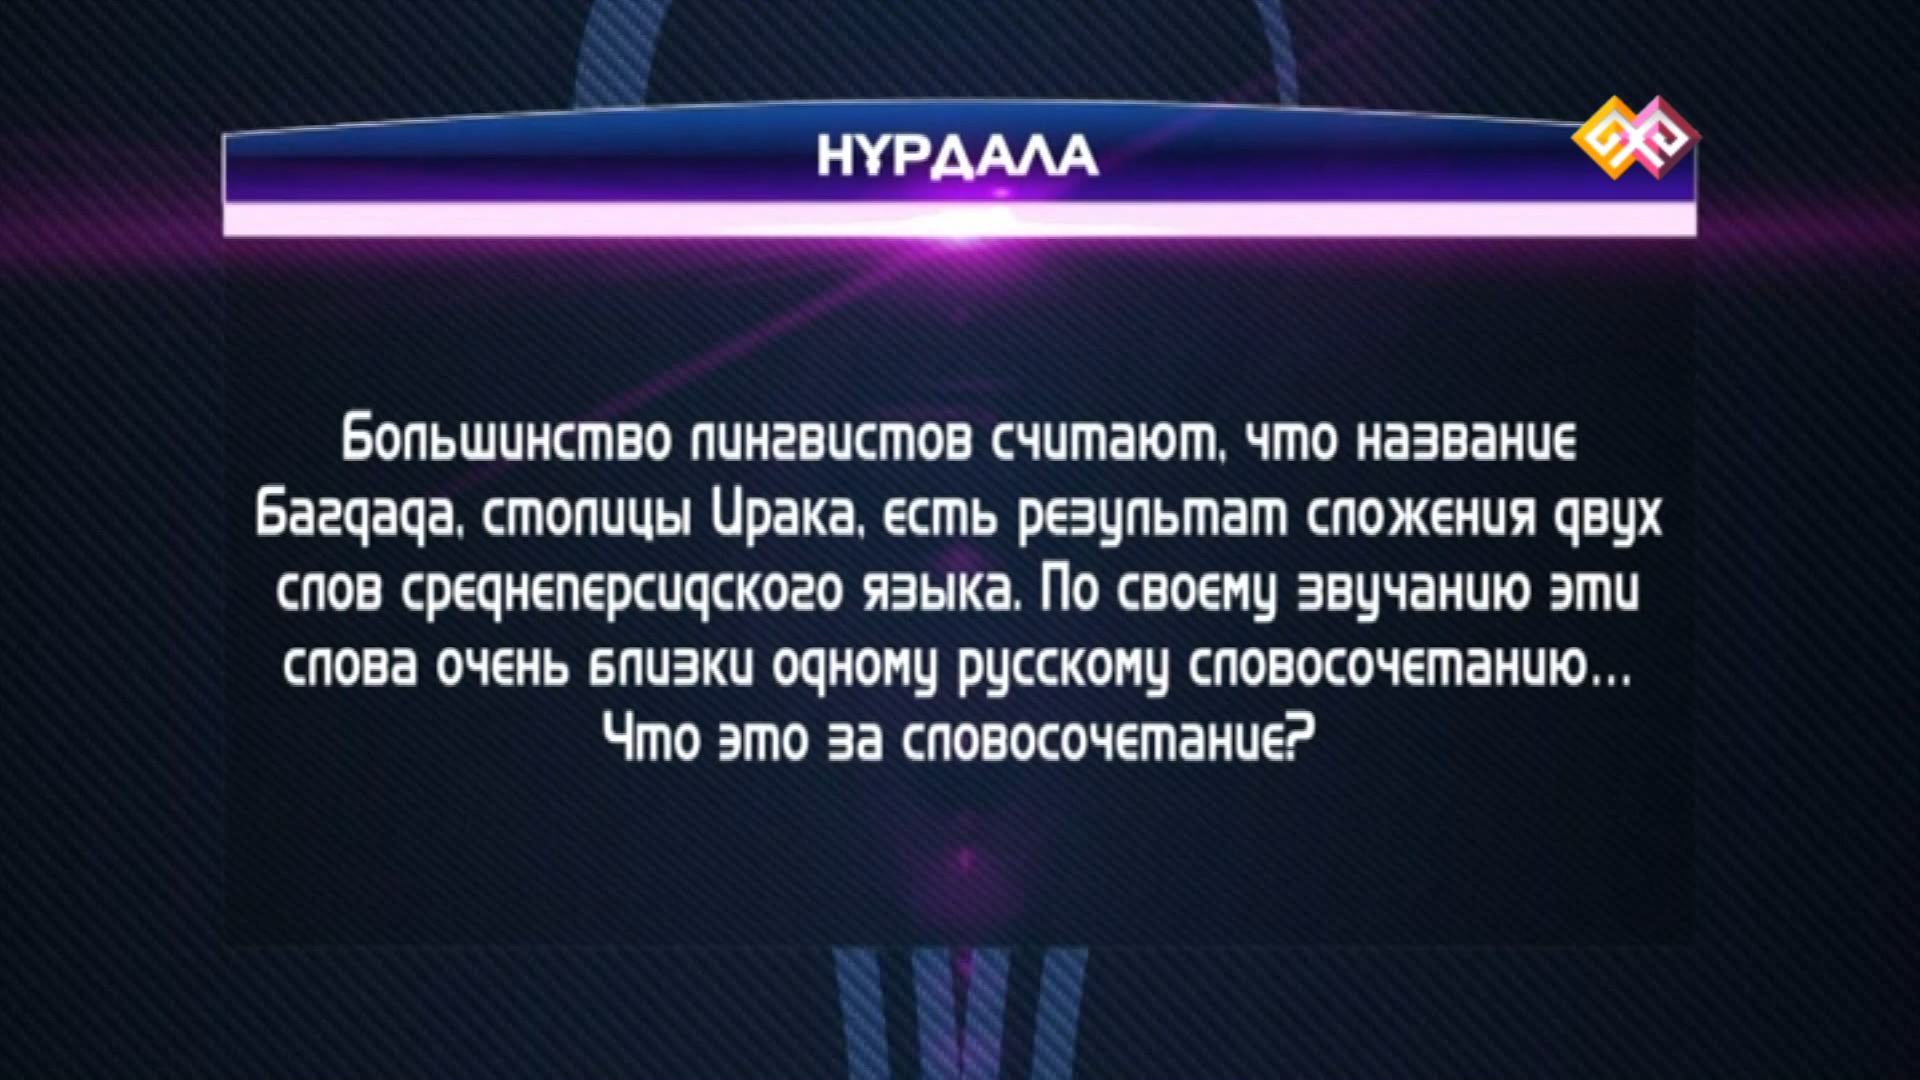 НҰРДАЛА
Большинство лингвистов считают, что название
Багдада, столицы Ирака, есть результат сложения двух
слов среднеперсидского языка. По своему звучанию эти
слова очень близки одному русскому словосочетанию...
Что это за словосочетание?